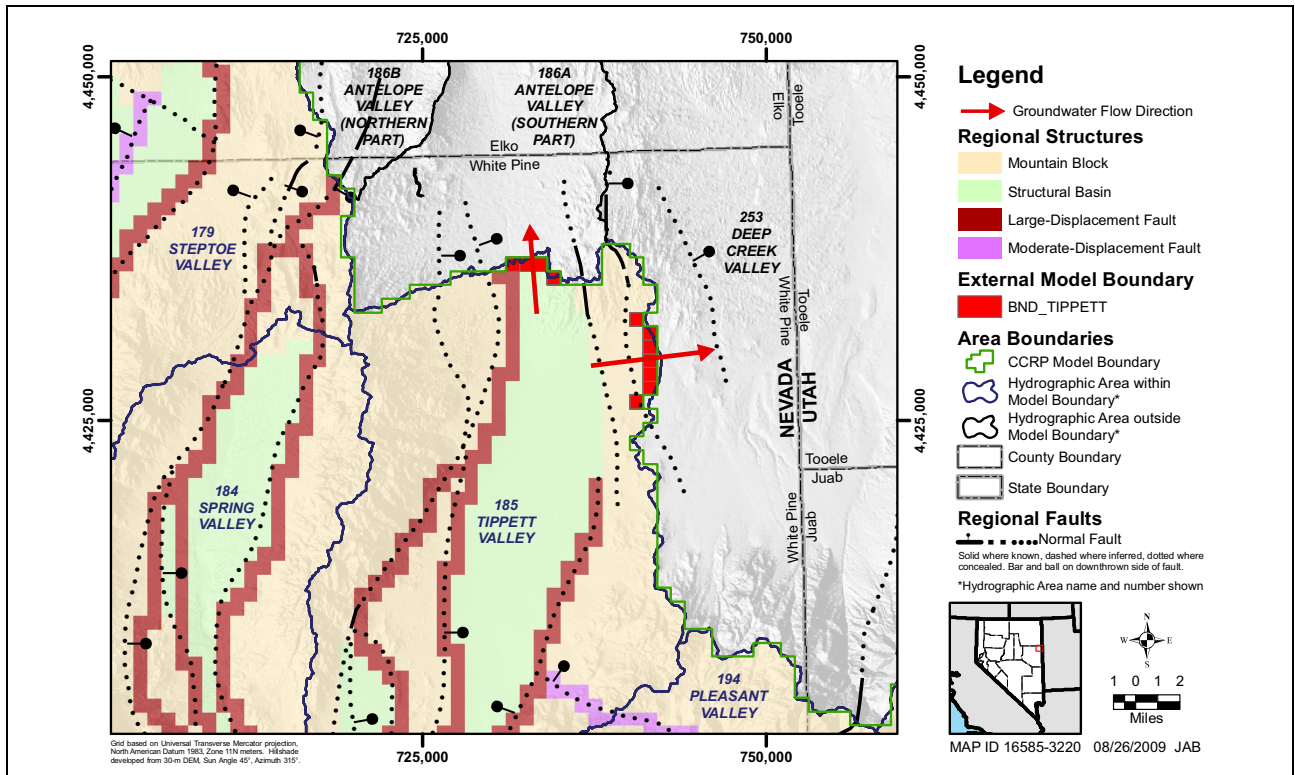 725,000
750,000
4,450,000
4,450,000
186B
ANTELOPE
VALLEY
(NORTHERN
PART)
186A
ANTELOPE
VALLEY
(SOUTHERN
PART)
Elko
Tooele
Elko
White Pine
179
STEPTOE
VALLEY
253
DEEP
CREEK
VALLEY
White Pine
Tooele
NEVADA
UTAH
4,425,000
4,425,000
Tooele
Juab
184
SPRING
VALLEY
185
TIPPETT
VALLEY
White Pine
Juab
194
PLEASANT
VALLEY
725,000
750,000
Grid based on Universal Transverse Mercator projection,
North American Datum 1983, Zone 11N meters. Hillshade
developed from 30-m DEM, Sun Angle 45°, Azimuth 315°.
Legend
Groundwater Flow Direction
Regional Structures
Mountain Block
Structural Basin
Large-Displacement Fault
Moderate-Displacement Fault
External Model Boundary
BND_TIPPETT
Area Boundaries
CCRP Model Boundary
Hydrographic Area within
Model Boundary*
Hydrographic Area outside
Model Boundary*
County Boundary
State Boundary
Regional Faults
Normal Fault
Solid where known, dashed where inferred, dotted where
concealed. Bar and ball on downthrown side of fault.
*Hydrographic Area name and number shown
N
W E
S
1 0 1 2
Miles
MAP ID 16585-3220 08/26/2009 JAB